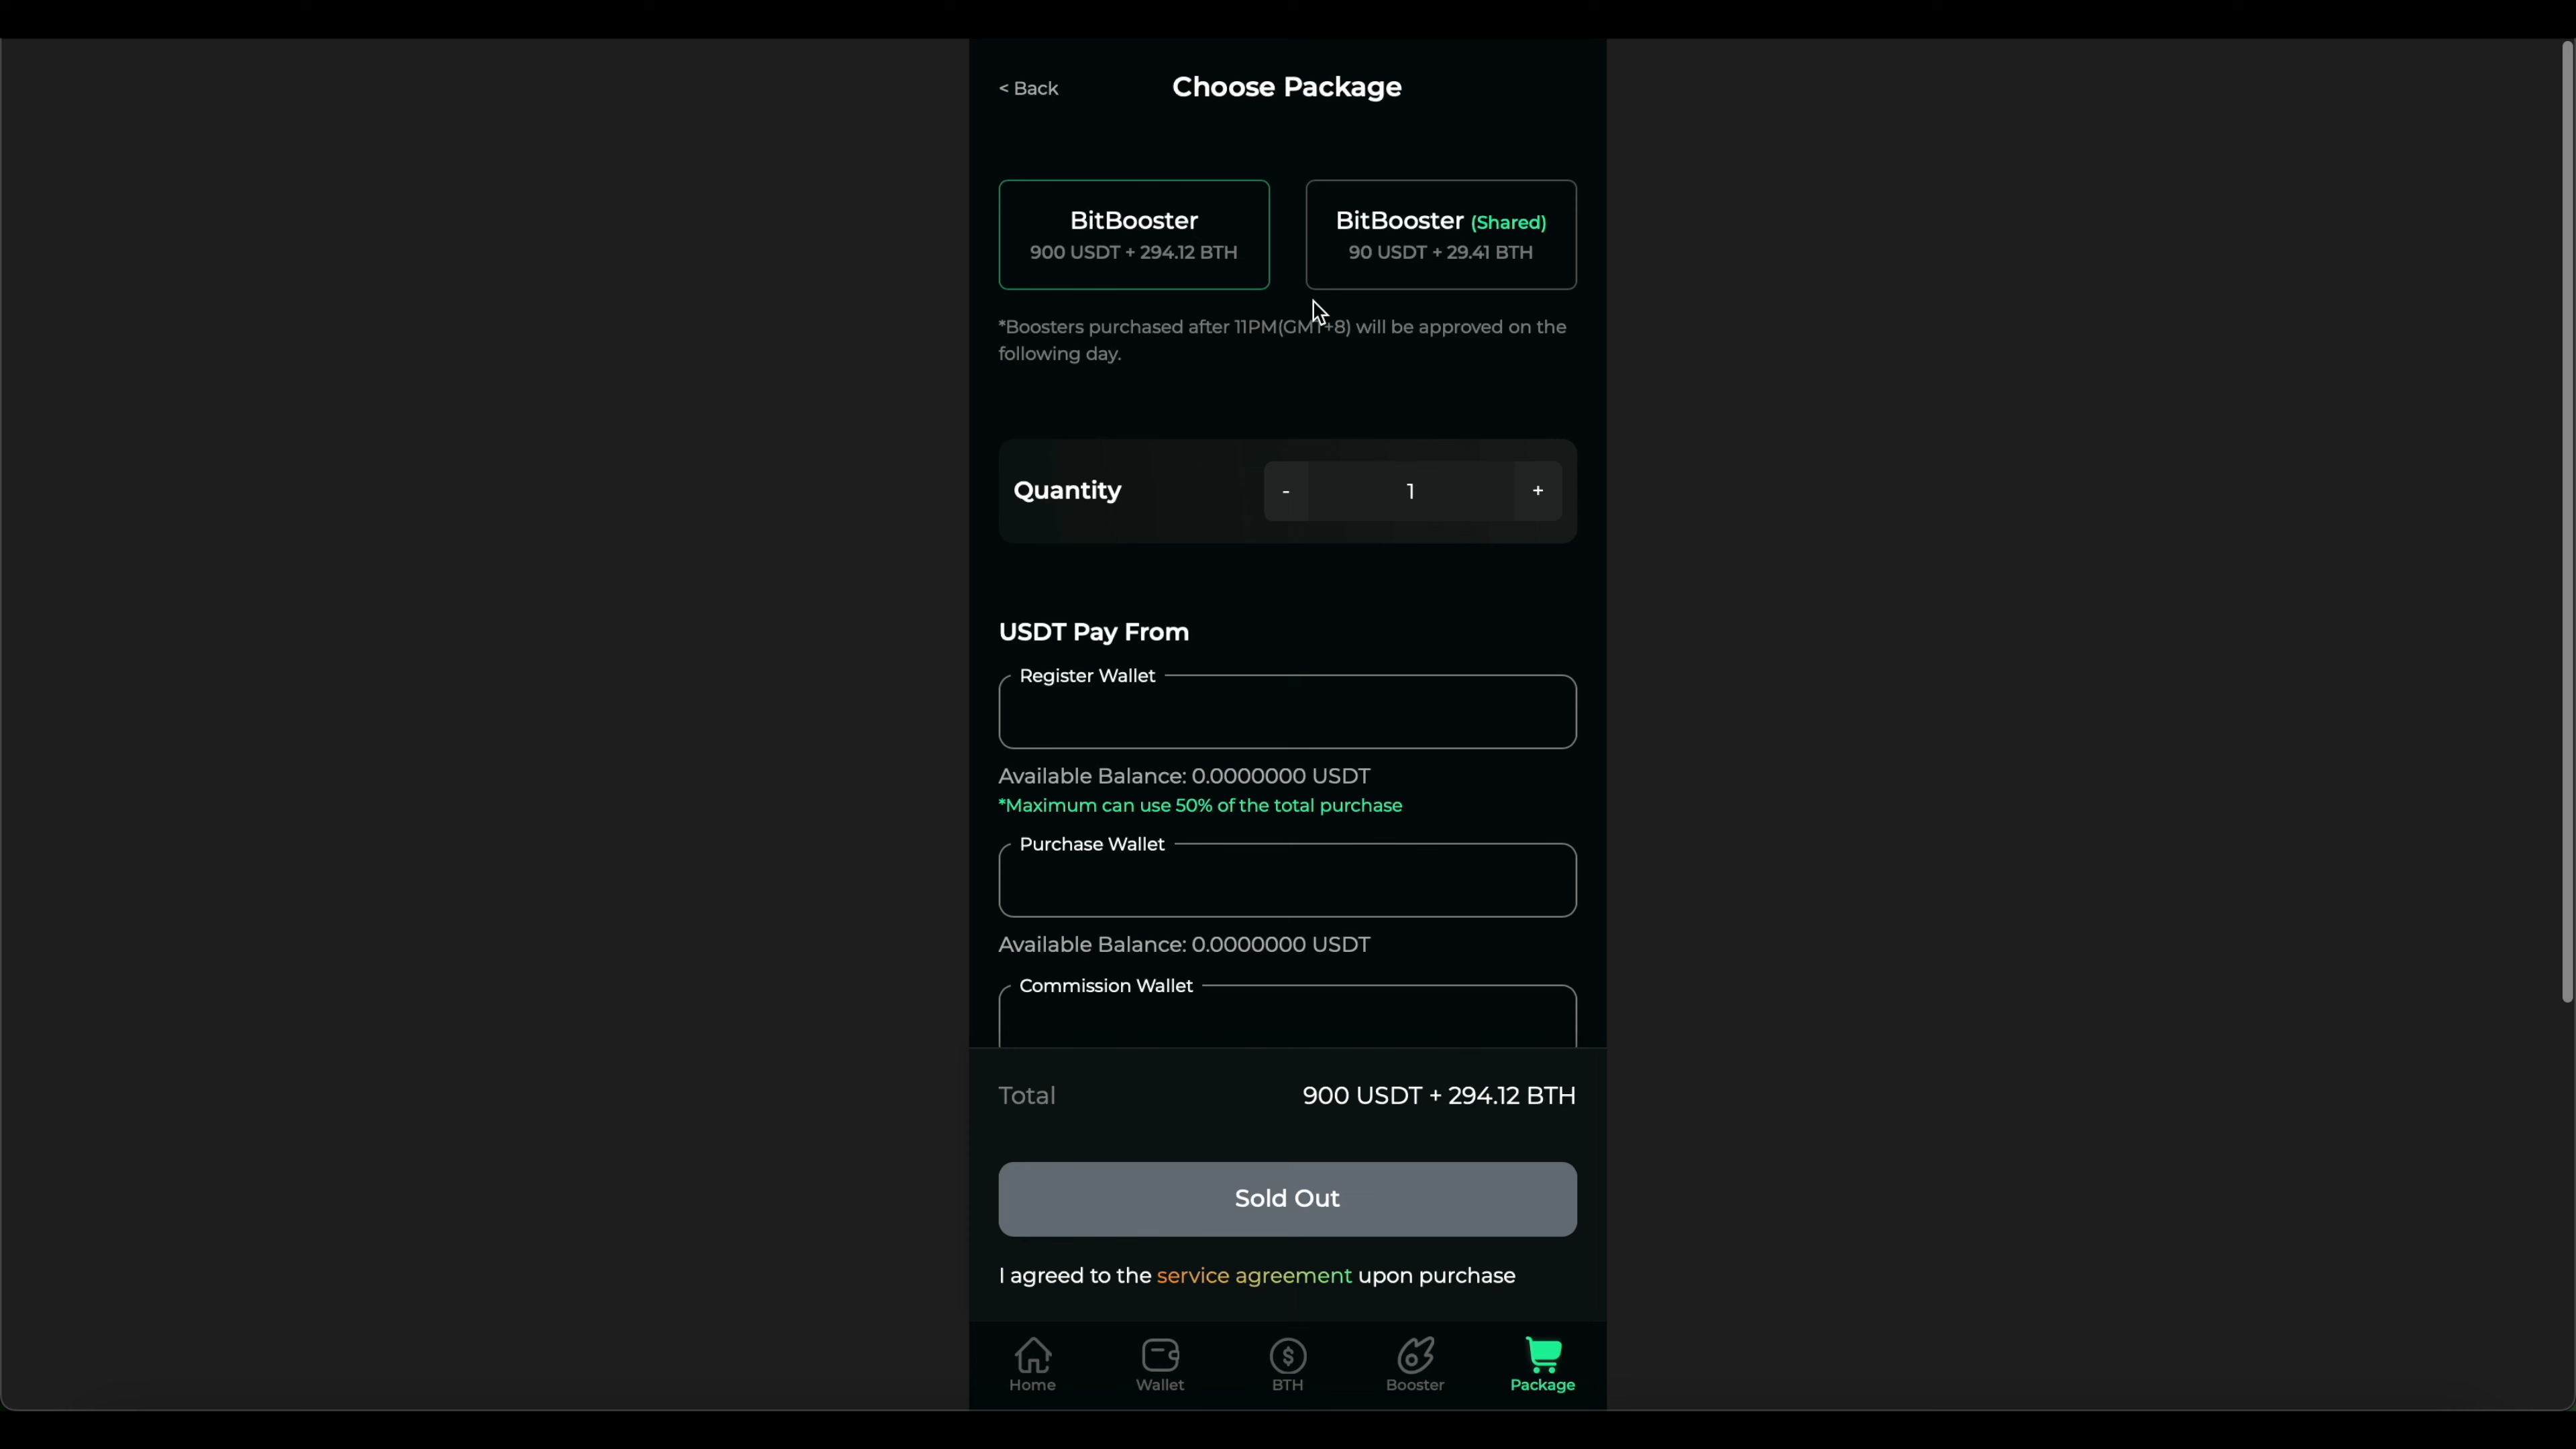 < Back
Choose Package
BitBooster
900 USDT + 294.12 BTH
BitBooster (Shared)
90 USDT + 29.41 BTH
*Boosters purchased after 11PM(GMT+8) will be approved on the
following day.
Quantity
- 1 +
USDT Pay From
Register Wallet
Available Balance: 0.0000000 USDT
*Maximum can use 50% of the total purchase
Purchase Wallet
Available Balance: 0.0000000 USDT
Commission Wallet
Total 900 USDT + 294.12 BTH
Sold Out
I agreed to the service agreement upon purchase
Home Wallet BTH Booster Package